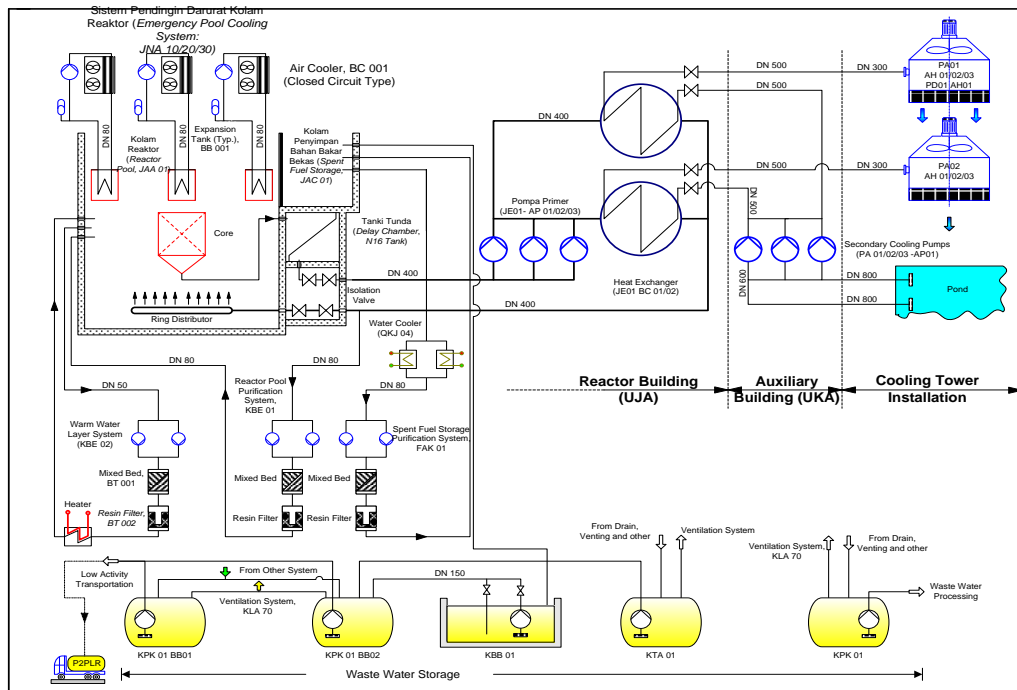 Sistem Pendingin Darurat Kolam
Reaktor (Emergency Pool Cooling
System:
JNA 10/20/30)
Air Cooler, BC 001
(Closed Circuit Type)
DN 80
DN 80
DN 80
Kolam
Reaktor
(Reactor
Pool, JAA 01)
Expansion
Tank (Typ.),
BB 001
Kolam
Penyimpan
Bahan Bakar
Bekas (Spent
Fuel Storage,
JAC 01)
Core
Tanki Tunda
(Delay Chamber,
N16 Tank)
Ring Distributor
Isolation
Valve
DN 400
DN 400
DN 400
Pompa Primer
(JE01- AP 01/02/03)
Heat Exchanger
(JE01 BC 01/02)
DN 500
DN 500
DN 500
DN 500
DN 300
DN 300
PA01
AH 01/02/03
PD01 AH01
PA02
AH 01/02/03
Secondary Cooling Pumps
(PA 01/02/03 -AP01)
DN 600
DN 800
DN 800
Pond
Reactor Building
(UJA)
Auxiliary
Building (UKA)
Cooling Tower
Installation
Water Cooler
(QKJ 04)
DN 50
DN 80
DN 80
DN 80
Reactor Pool
Purification
System,
KBE 01
Warm Water
Layer System
(KBE 02)
Spent Fuel Storage
Purification System,
FAK 01
Mixed Bed,
BT 001
Mixed Bed
Mixed Bed
Heater
Resin Filter,
BT 002
Resin Filter
Resin Filter
Low Activity
Transportation
From Other System
Ventilation System,
KLA 70
DN 150
From Drain,
Venting and other
Ventilation System
Ventilation System,
KLA 70
From Drain,
Venting and other
Waste Water
Processing
P2PLR
KPK 01 BB01
KPK 01 BB02
KBB 01
KTA 01
KPK 01
Waste Water Storage